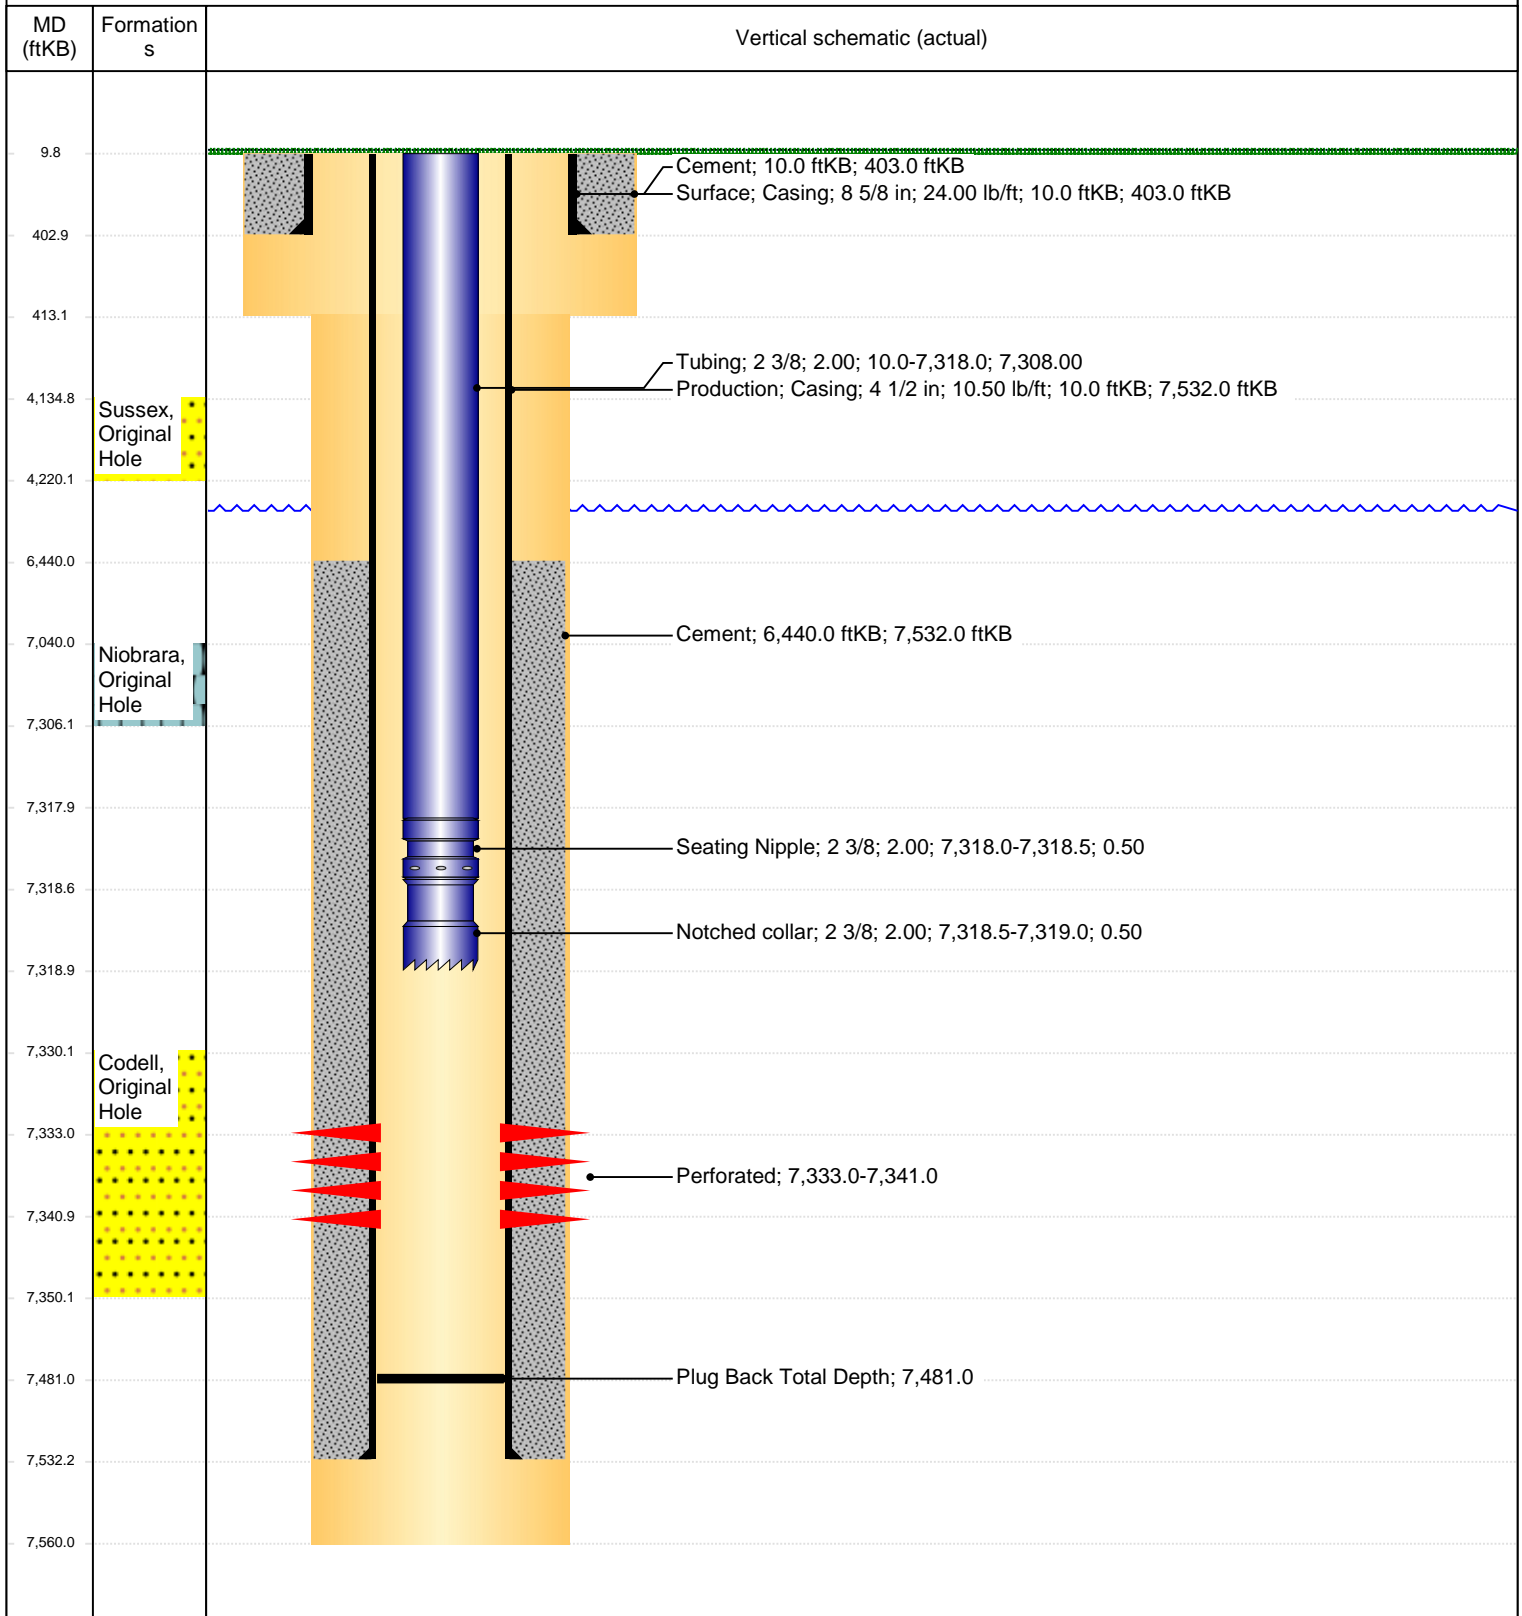 MD
(ftKB)
Formation
s
Vertical schematic (actual)
9.8
Cement; 10.0 ftKB; 403.0 ftKB
Surface; Casing; 8 5/8 in; 24.00 lb/ft; 10.0 ftKB; 403.0 ftKB
402.9
413.1
Tubing; 2 3/8; 2.00; 10.0-7,318.0; 7,308.00
Production; Casing; 4 1/2 in; 10.50 lb/ft; 10.0 ftKB; 7,532.0 ftKB
4,134.8
Sussex,
Original
Hole
4,220.1
6,440.0
Cement; 6,440.0 ftKB; 7,532.0 ftKB
7,040.0
Niobrara,
Original
Hole
7,306.1
7,317.9
Seating Nipple; 2 3/8; 2.00; 7,318.0-7,318.5; 0.50
7,318.6
Notched collar; 2 3/8; 2.00; 7,318.5-7,319.0; 0.50
7,318.9
7,330.1
Codell,
Original
Hole
7,333.0
Perforated; 7,333.0-7,341.0
7,340.9
7,350.1
Plug Back Total Depth; 7,481.0
7,481.0
7,532.2
7,560.0